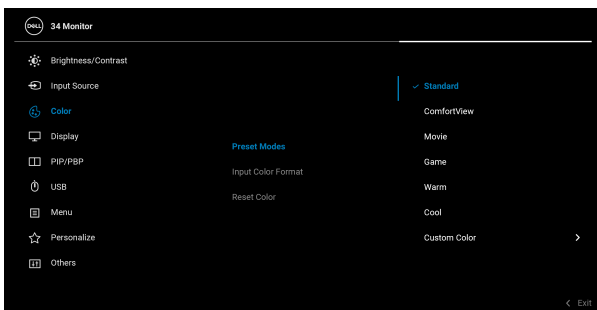 DELL 34 Monitor
Brightness/Contrast
Input Source
Color
Display
PIP/PBP
USB
Menu
Personalize
Others
Preset Modes
Input Color Format
Reset Color
Standard
ComfortView
Movie
Game
Warm
Cool
Custom Color
Exit